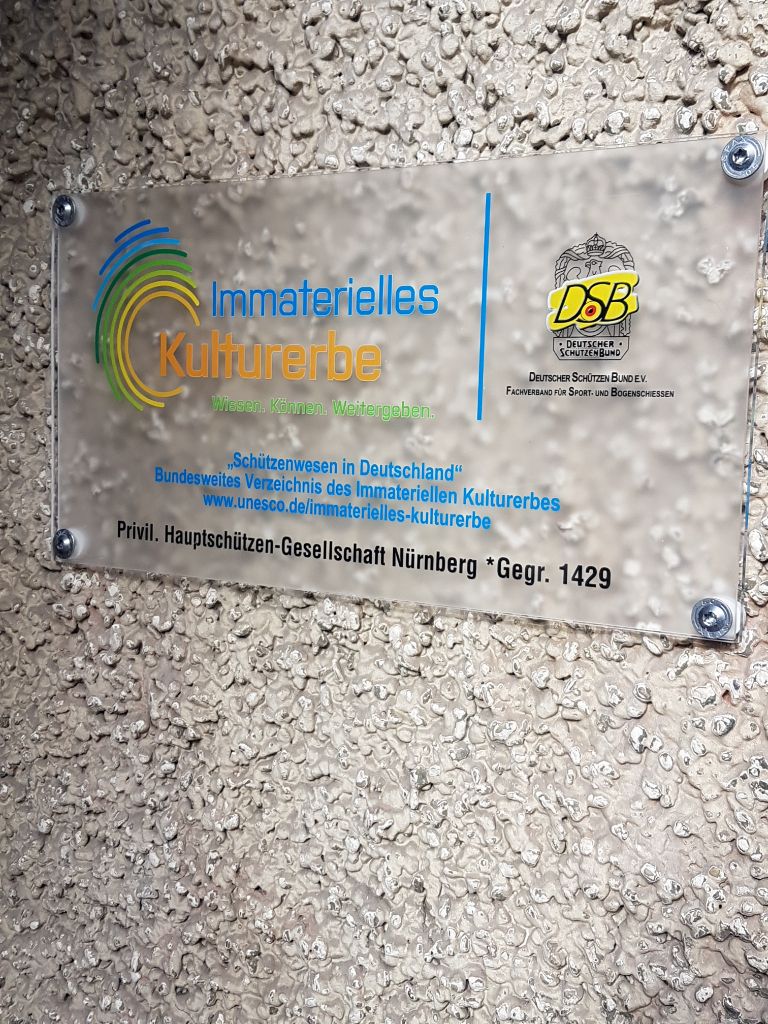 Immaterielles
Kulturerbe
Wissen. Können. Weitergeben.
DSB
• DEUTSCHER •
SCHÜTZENBUND
DEUTSCHER SCHÜTZEN BUND E.V.
FACHVERBAND FÜR SPORT- UND BOGENSCHIESSEN
„Schützenwesen in Deutschland“
Bundesweites Verzeichnis des Immateriellen Kulturerbes
www.unesco.de/immaterielles-kulturerbe
Privil. Hauptschützen-Gesellschaft Nürnberg *Gegr. 1429